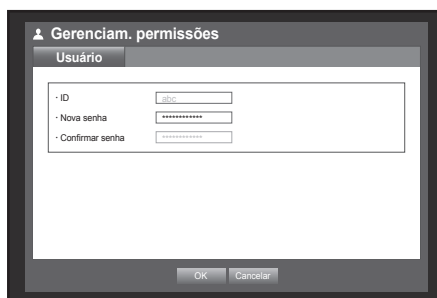 Gerenciam. permissões
Usuário
· ID abc
· Nova senha ************
· Confirmar senha ************
OK Cancelar